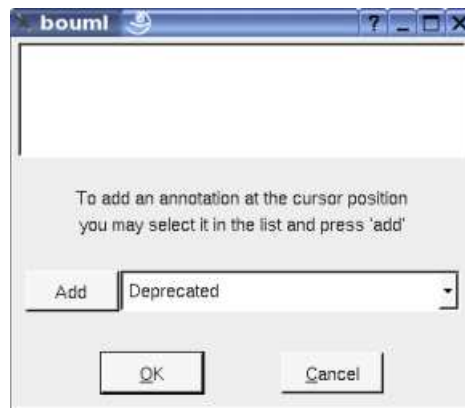 bouml
To add an annotation at the cursor position
you may select it in the list and press 'add'
Add Deprecated
OK Cancel